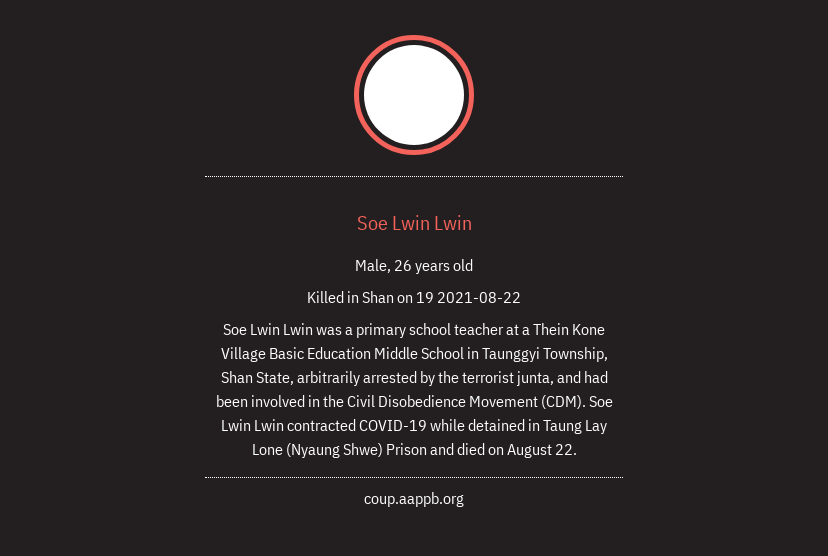 Soe Lwin Lwin
Male, 26 years old
Killed in Shan on 19 2021-08-22
Soe Lwin Lwin was a primary school teacher at a Thein Kone
Village Basic Education Middle School in Taunggyi Township,
Shan State, arbitrarily arrested by the terrorist junta, and had
been involved in the Civil Disobedience Movement (CDM). Soe
Lwin Lwin contracted COVID-19 while detained in Taung Lay
Lone (Nyaung Shwe) Prison and died on August 22.
coup.aappb.org